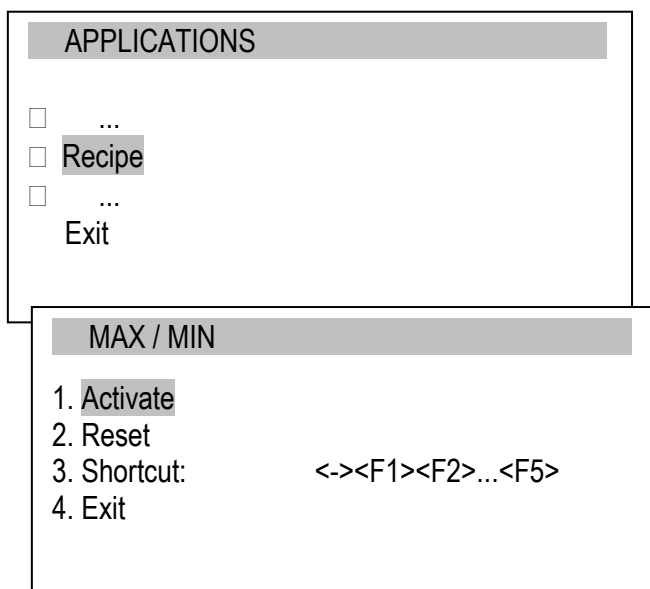 APPLICATIONS
...
Recipe
...
Exit
MAX / MIN
1. Activate
2. Reset
3. Shortcut: <-><F1><F2>...<F5>
4. Exit